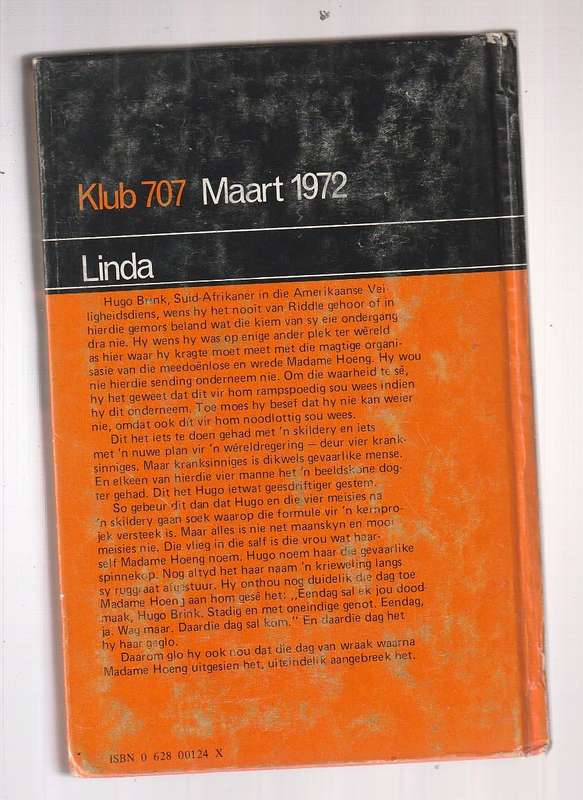 Klub 707 Maart 1972
Linda
Hugo Brink, Suid-Afrikaner in die Amerikaanse Vei-
ligheidsdiens, wens hy het nooit van Riddle gehoor of in
hierdie gemors beland wat die kiem van sy eie ondergang
dra nie. Hy wens hy was op enige ander plek ter wêreld
as hier waar hy kragte moet meet met die magtige organi-
sasie van die meedoënlose en wrede Madame Hoeng. Hy wou
nie hierdie sending onderneem nie. Om die waarheid te sê,
hy het geweet dat dit vir hom rampspoedig sou wees indien
hy dit onderneem. Toe moes hy besef dat hy nie kan weier
nie, omdat ook dit vir hom noodlottig sou wees.
Dit het iets te doen gehad met 'n skildery en iets
met 'n nuwe plan vir 'n wêreldregering — deur vier krank-
sinniges. Maar kranksinniges is dikwels gevaarlike mense.
En elkeen van hierdie vier manne het 'n beeldskone dog-
ter gehad. Dit het Hugo ietwat geesdriftiger gestem.
So gebeur dit dan dat Hugo en die vier meisies na
'n skildery gaan soek waarop die formule vir 'n kernpro-
jek versteek is. Maar alles is nie net maanskyn en mooi
meisies nie. Die vlieg in die salf is die vrou wat haar-
self Madame Hoeng noem. Hugo noem haar die gevaarlike
spinnekop. Nog altyd het haar naam 'n krieweling langs
sy ruggraat afgestuur. Hy onthou nog duidelik die dag toe
Madame Hoeng aan hom gesê het: „Eendag sal ek jou dood-
maak, Hugo Brink. Stadig en met oneindige genot. Eendag,
ja. Wag maar. Daardie dag sal kom." En daardie dag het
hy haar geglo.
Daarom glo hy ook nou dat die dag van wraak waarna
Madame Hoeng uitgesien het, uiteindelik aangebreek het.
ISBN 0 628 00124 X